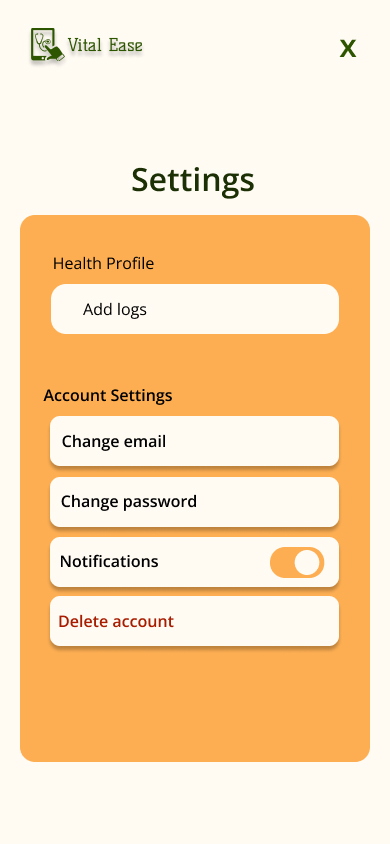 Vital Ease
X
Settings
Health Profile
Add logs
Account Settings
Change email
Change password
Notifications
Delete account